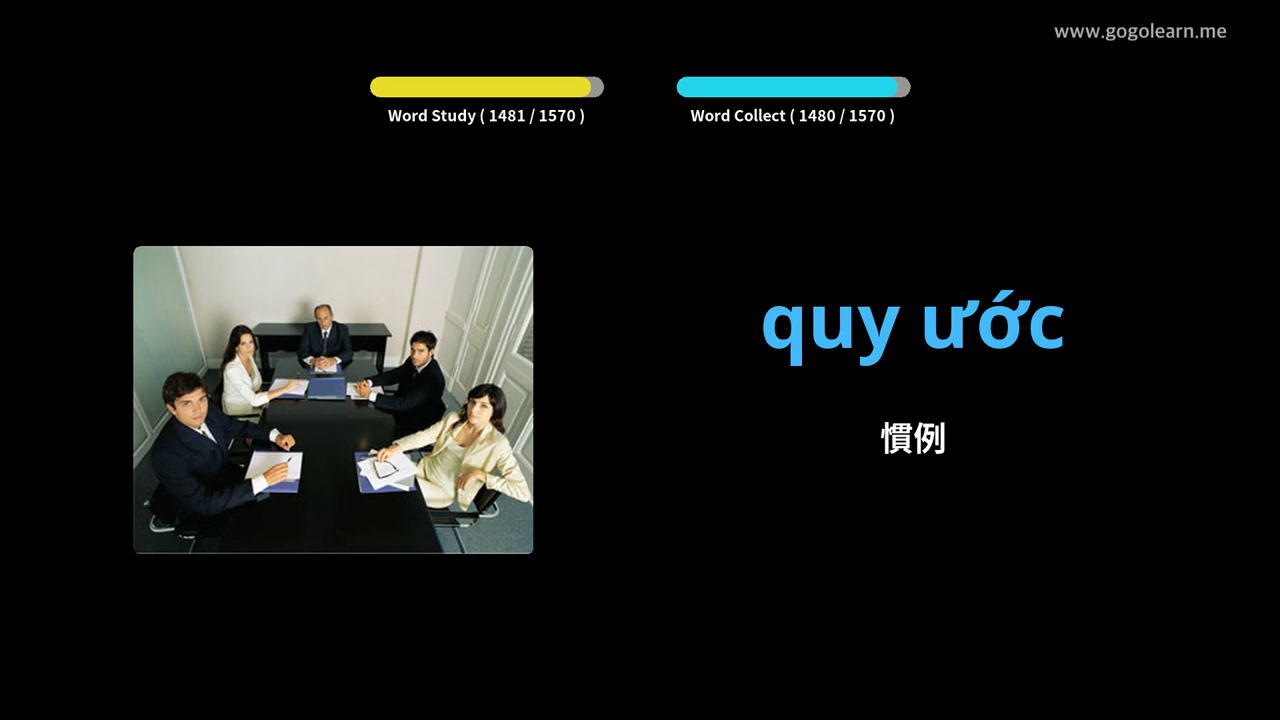 www.gogolearn.me
Word Study ( 1481 / 1570 )
Word Collect ( 1480 / 1570 )
quy ước
慣例